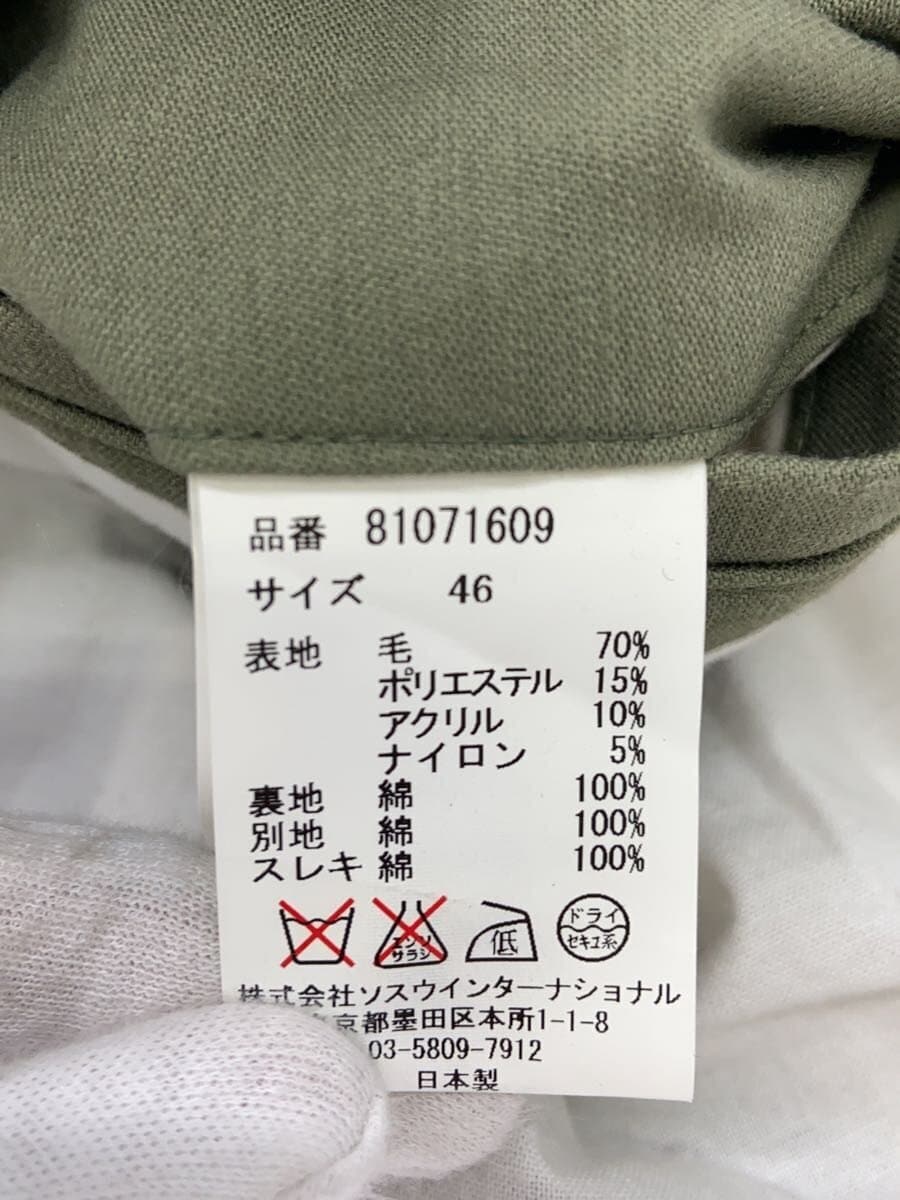 品番 81071609
サイズ 46
表地 毛 70%
ポリエステル 15%
アクリル 10%
ナイロン 5%
裏地 綿 100%
別地 綿 100%
スレキ 綿 100%
エンソサラシ 低 ドライ セキユ系
株式会社ソスウインターナショナル
京都墨田区本所1-1-8
03-5809-7912
日本製